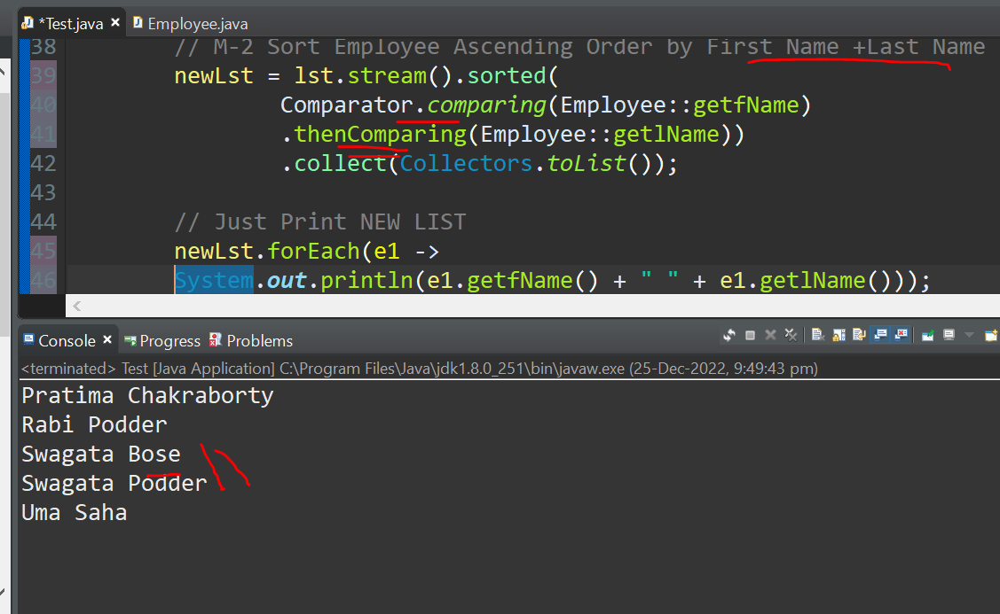 *Test.java × Employee.java
38 // M-2 Sort Employee Ascending Order by First Name +Last Name
39 newLst = lst.stream().sorted(
40 Comparator.comparing(Employee::getfName)
41 .thenComparing(Employee::getlName))
42 .collect(Collectors.toList());
43
44 // Just Print NEW LIST
45 newLst.forEach(e1 ->
46 System.out.println(e1.getfName() + " " + e1.getlName()));
Console × Progress Problems
<terminated> Test [Java Application] C:\Program Files\Java\jdk1.8.0_251\bin\javaw.exe (25-Dec-2022, 9:49:43 pm)
Pratima Chakraborty
Rabi Podder
Swagata Bose
Swagata Podder
Uma Saha